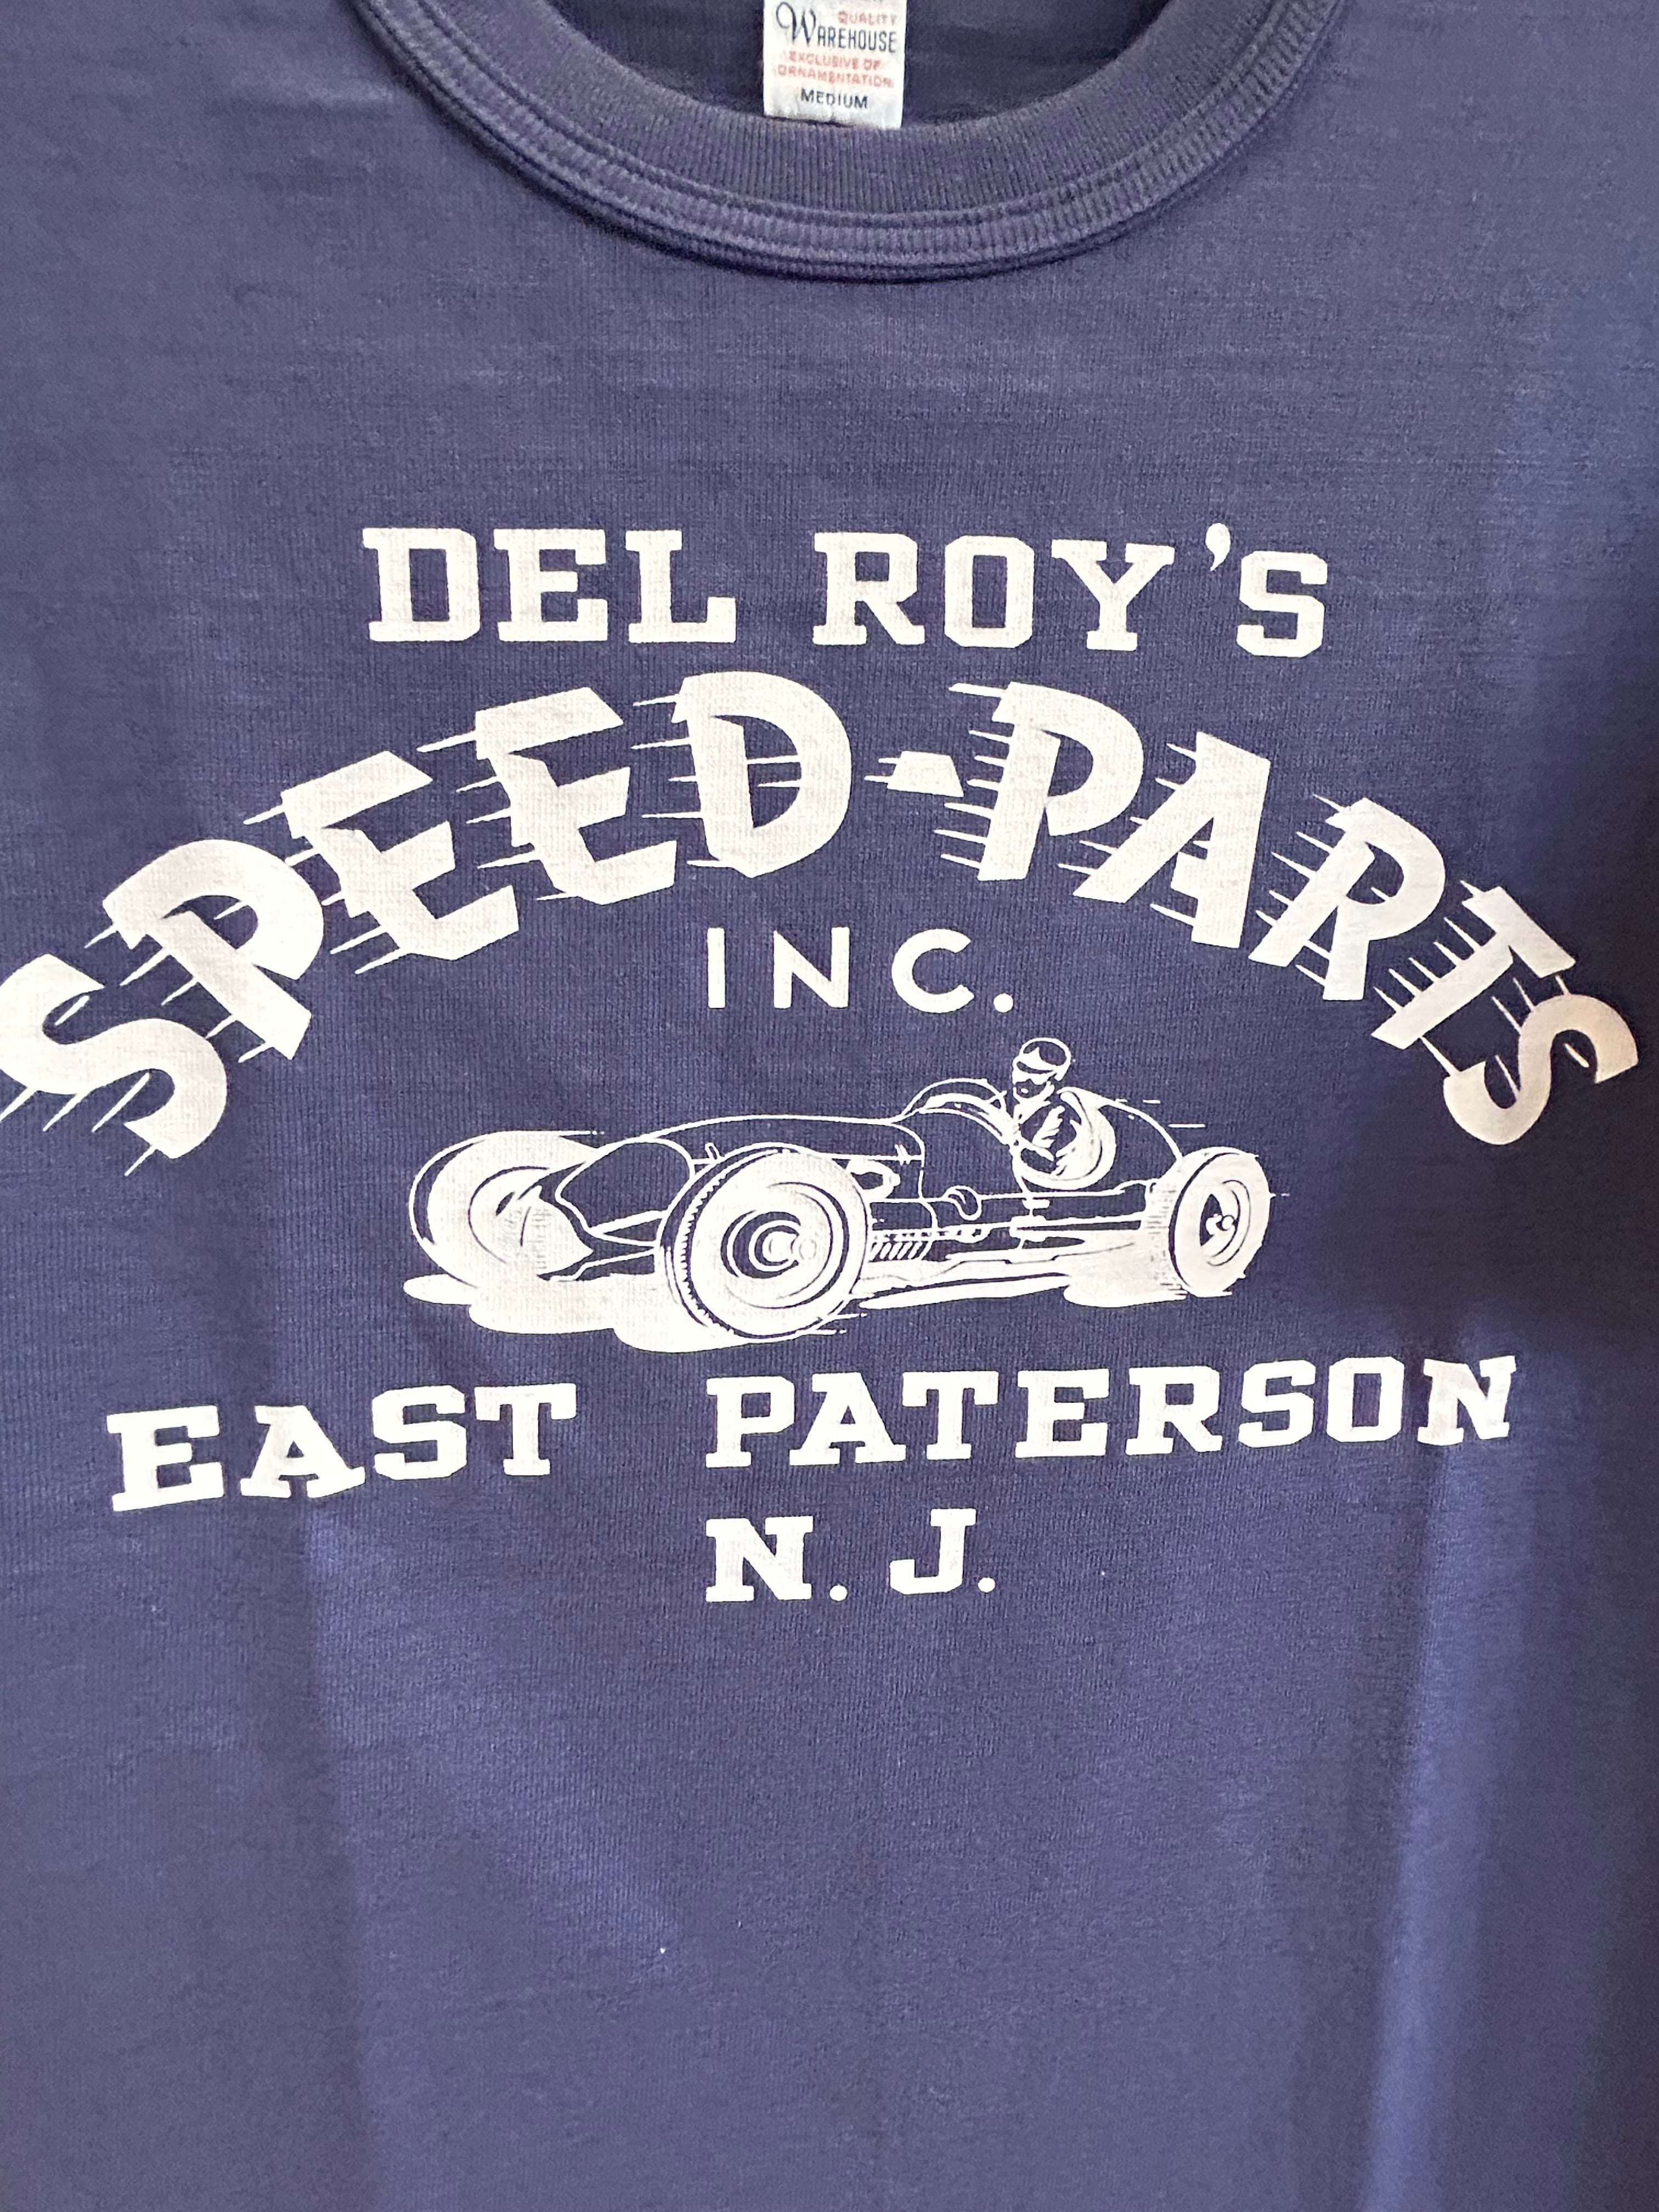 QUALITY
WAREHOUSE
EXCLUSIVE OF
ORNAMENTATION
MEDIUM
DEL ROY'S
SPEED-PARTS
INC.
EAST PATERSON
N. J.